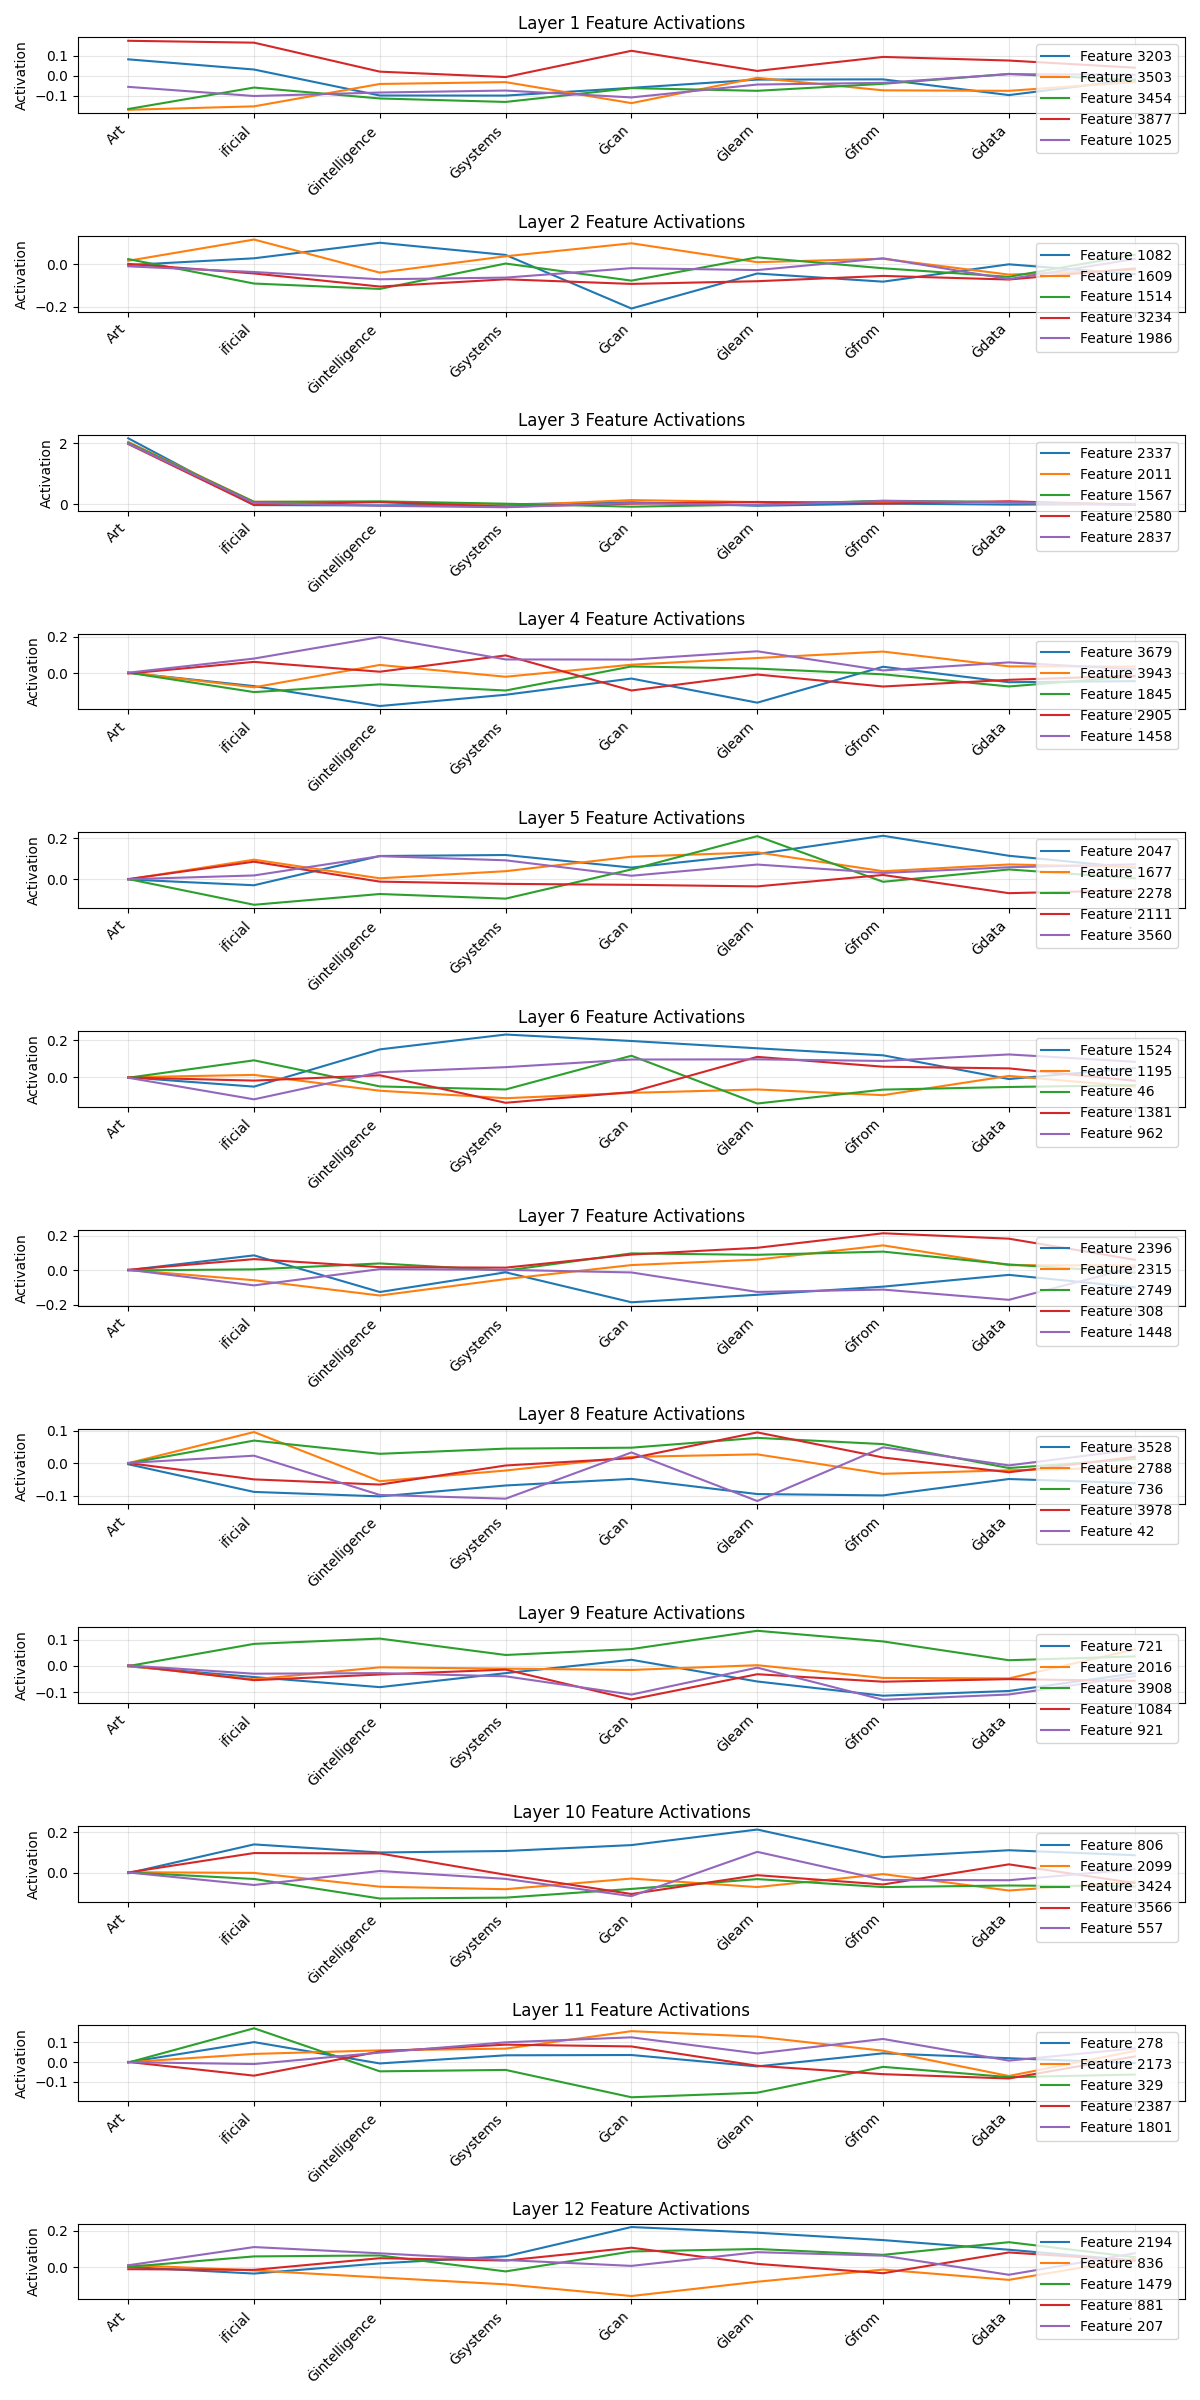 Layer 1 Feature Activations
Activation
0.1
0.0
−0.1
Feature 3203
Feature 3503
Feature 3454
Feature 3877
Feature 1025
Art
ificial
Ġintelligence
Ġsystems
Ġcan
Ġlearn
Ġfrom
Ġdata
Layer 2 Feature Activations
Activation
0.0
−0.2
Feature 1082
Feature 1609
Feature 1514
Feature 3234
Feature 1986
Art
ificial
Ġintelligence
Ġsystems
Ġcan
Ġlearn
Ġfrom
Ġdata
Layer 3 Feature Activations
Activation
2
0
Feature 2337
Feature 2011
Feature 1567
Feature 2580
Feature 2837
Art
ificial
Ġintelligence
Ġsystems
Ġcan
Ġlearn
Ġfrom
Ġdata
Layer 4 Feature Activations
Activation
0.2
0.0
Feature 3679
Feature 3943
Feature 1845
Feature 2905
Feature 1458
Art
ificial
Ġintelligence
Ġsystems
Ġcan
Ġlearn
Ġfrom
Ġdata
Layer 5 Feature Activations
Activation
0.2
0.0
Feature 2047
Feature 1677
Feature 2278
Feature 2111
Feature 3560
Art
ificial
Ġintelligence
Ġsystems
Ġcan
Ġlearn
Ġfrom
Ġdata
Layer 6 Feature Activations
Activation
0.2
0.0
Feature 1524
Feature 1195
Feature 46
Feature 1381
Feature 962
Art
ificial
Ġintelligence
Ġsystems
Ġcan
Ġlearn
Ġfrom
Ġdata
Layer 7 Feature Activations
Activation
0.2
0.0
−0.2
Feature 2396
Feature 2315
Feature 2749
Feature 308
Feature 1448
Art
ificial
Ġintelligence
Ġsystems
Ġcan
Ġlearn
Ġfrom
Ġdata
Layer 8 Feature Activations
Activation
0.1
0.0
−0.1
Feature 3528
Feature 2788
Feature 736
Feature 3978
Feature 42
Art
ificial
Ġintelligence
Ġsystems
Ġcan
Ġlearn
Ġfrom
Ġdata
Layer 9 Feature Activations
Activation
0.1
0.0
−0.1
Feature 721
Feature 2016
Feature 3908
Feature 1084
Feature 921
Art
ificial
Ġintelligence
Ġsystems
Ġcan
Ġlearn
Ġfrom
Ġdata
Layer 10 Feature Activations
Activation
0.2
0.0
Feature 806
Feature 2099
Feature 3424
Feature 3566
Feature 557
Art
ificial
Ġintelligence
Ġsystems
Ġcan
Ġlearn
Ġfrom
Ġdata
Layer 11 Feature Activations
Activation
0.1
0.0
−0.1
Feature 278
Feature 2173
Feature 329
Feature 2387
Feature 1801
Art
ificial
Ġintelligence
Ġsystems
Ġcan
Ġlearn
Ġfrom
Ġdata
Layer 12 Feature Activations
Activation
0.2
0.0
Feature 2194
Feature 836
Feature 1479
Feature 881
Feature 207
Art
ificial
Ġintelligence
Ġsystems
Ġcan
Ġlearn
Ġfrom
Ġdata